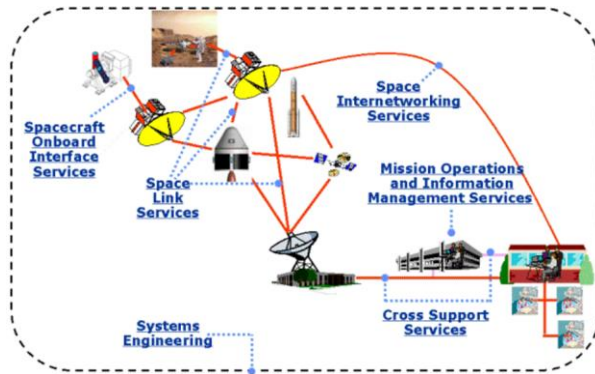 Space
Internetworking
Services
Spacecraft
Onboard
Interface
Services
Mission Operations
and Information
Management Services
Space
Link
Services
Cross Support
Services
Systems
Engineering